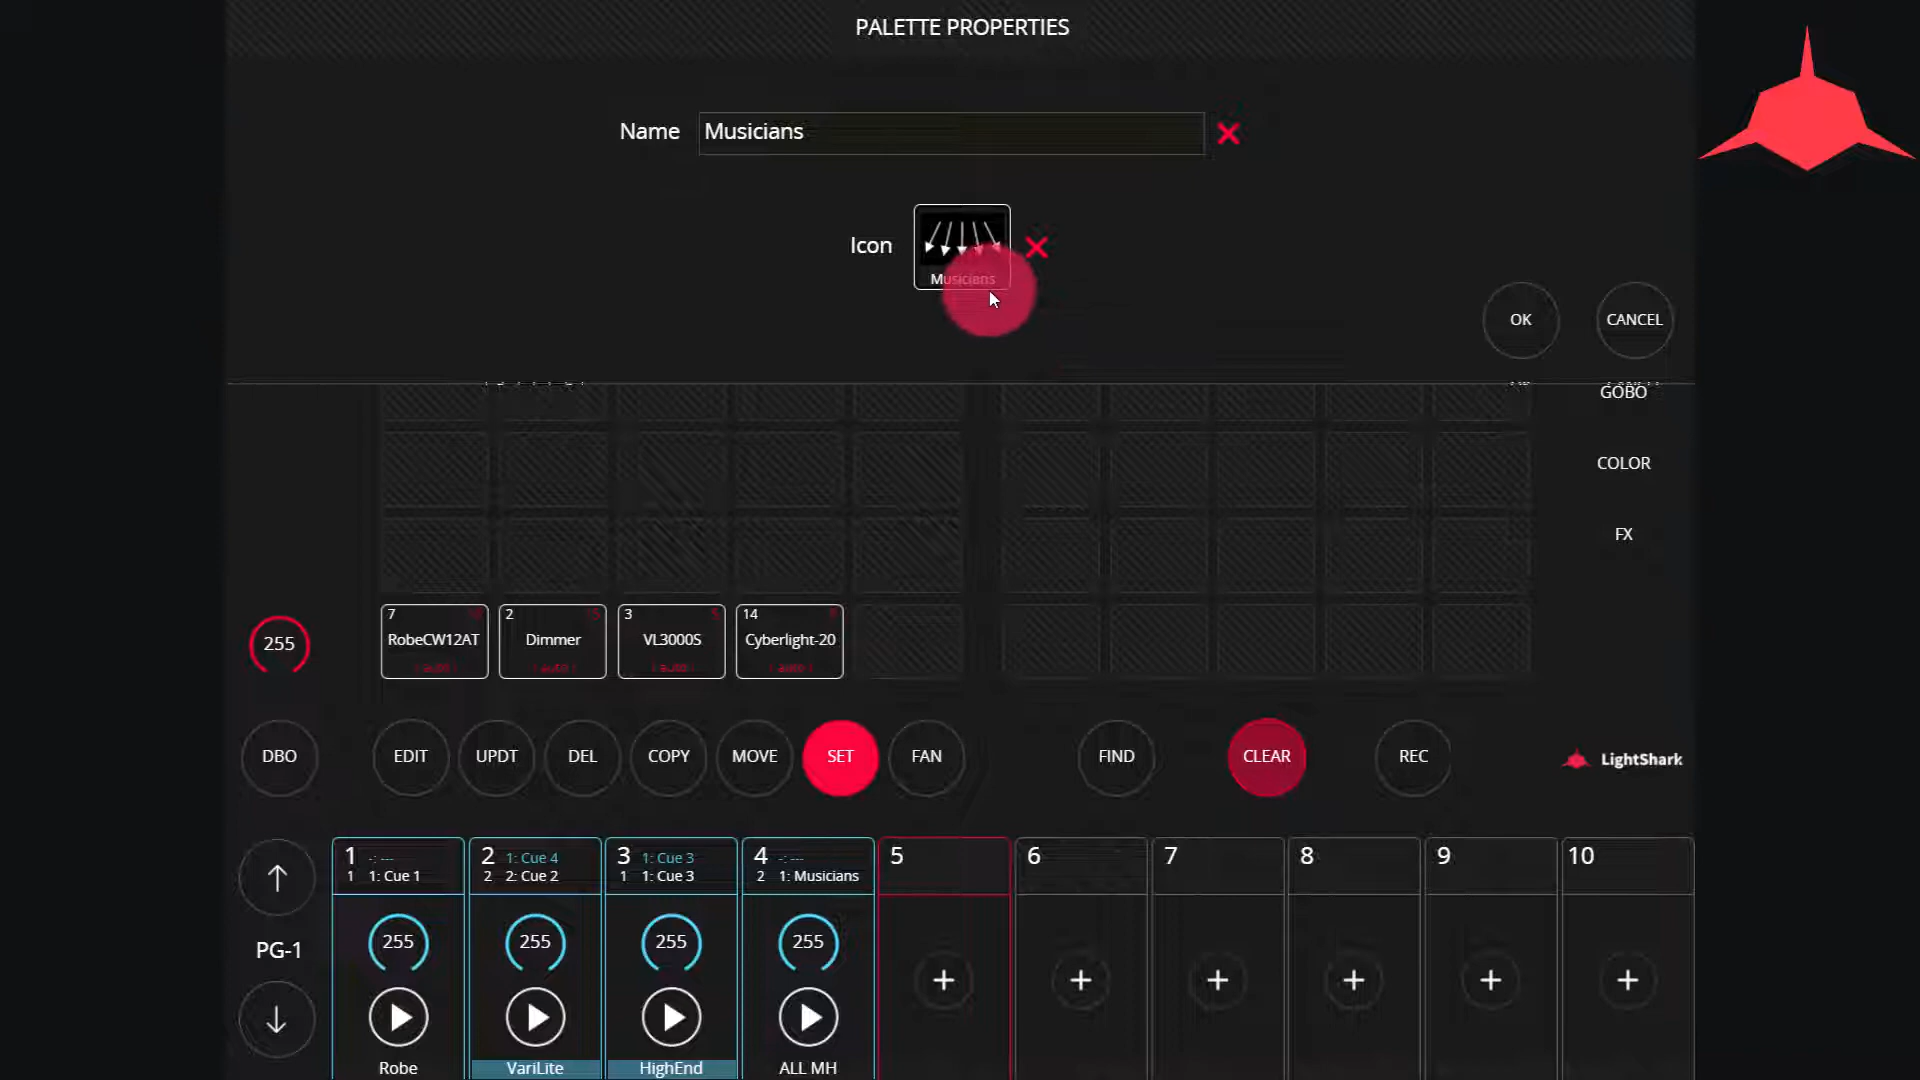 PALETTE PROPERTIES
Name Musicians
Icon
Musicians
OK CANCEL
GOBO
COLOR
FX
255
7
RobeCW12AT
2
Dimmer
3
VL3000S
14
Cyberlight-20
DBO EDIT UPDT DEL COPY MOVE SET FAN FIND CLEAR REC LightShark
1 -: ---
1 1: Cue 1
2 1: Cue 4
2 2: Cue 2
3 1: Cue 3
1 1: Cue 3
4 -: ---
2 1: Musicians
5 6 7 8 9 10
PG-1
255 255 255 255
+ + + + + +
Robe VariLite HighEnd ALL MH